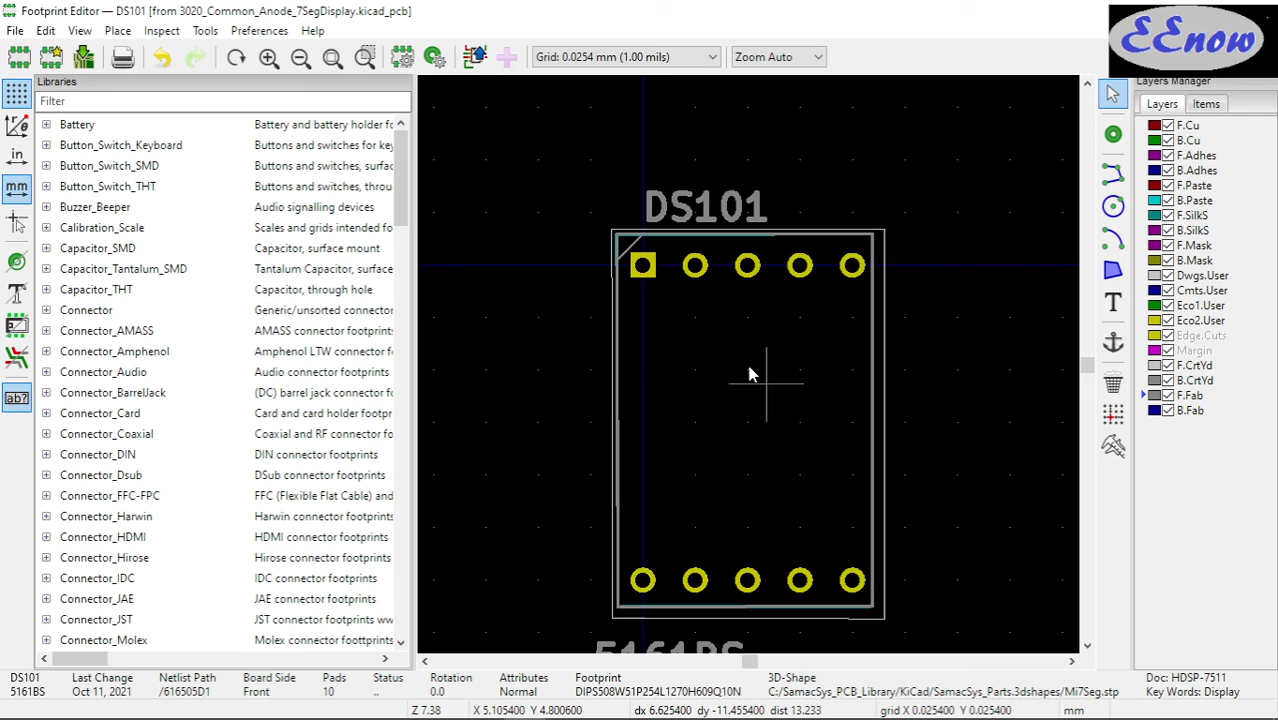 Footprint Editor — DS101 [from 3020_Common_Anode_7SegDisplay.kicad_pcb]
File Edit View Place Inspect Tools Preferences Help
EEnow
Grid: 0.0254 mm (1.00 mils)
Zoom Auto
Libraries
Filter
Battery Battery and battery holder fo
Button_Switch_Keyboard Buttons and switches for key
Button_Switch_SMD Buttons and switches, surfac
Button_Switch_THT Buttons and switches, throu
Buzzer_Beeper Audio signalling devices
Calibration_Scale Scales and grids intended fo
Capacitor_SMD Capacitor, surface mount
Capacitor_Tantalum_SMD Tantalum Capacitor, surface
Capacitor_THT Capacitor, through hole
Connector Generic/unsorted connector
Connector_AMASS AMASS connector footprints
Connector_Amphenol Amphenol LTW connector fo
Connector_Audio Audio connector footprints
Connector_BarrelJack (DC) barrel jack connector f
Connector_Card Card and card holder footpr
Connector_Coaxial Coaxial and RF connector fo
Connector_DIN DIN connector footprints
Connector_Dsub DSub connector footprints
Connector_FFC-FPC FFC (Flexible Flat Cable) and
Connector_Harwin Harwin connector footprints
Connector_HDMI HDMI connector footprints
Connector_Hirose Hirose connector footprints
Connector_IDC IDC connector footprints
Connector_JAE JAE connector footprints
Connector_JST JST connector footprints ww
Connector_Molex Molex connector foottprints
r θ
in
mm
T
ab?
DS101
5161BS
T
Layers Manager
Layers Items
F.Cu
B.Cu
F.Adhes
B.Adhes
F.Paste
B.Paste
F.SilkS
B.SilkS
F.Mask
B.Mask
Dwgs.User
Cmts.User
Eco1.User
Eco2.User
Edge.Cuts
Margin
F.CrtYd
B.CrtYd
F.Fab
B.Fab
DS101 Last Change Netlist Path Board Side Pads Status Rotation Attributes Footprint 3D-Shape Doc: HDSP-7511
5161BS Oct 11, 2021 /616505D1 Front 10 .. 0.0 Normal DIPS508W51P254L1270H609Q10N C:/SamacSys_PCB_Library/KiCad/SamacSys_Parts.3dshapes/Mi7Seg.stp Key Words: Display
Z 7.38 X 5.105400 Y 4.800600 dx 6.625400 dy -11.455400 dist 13.233 grid X 0.025400 Y 0.025400 mm